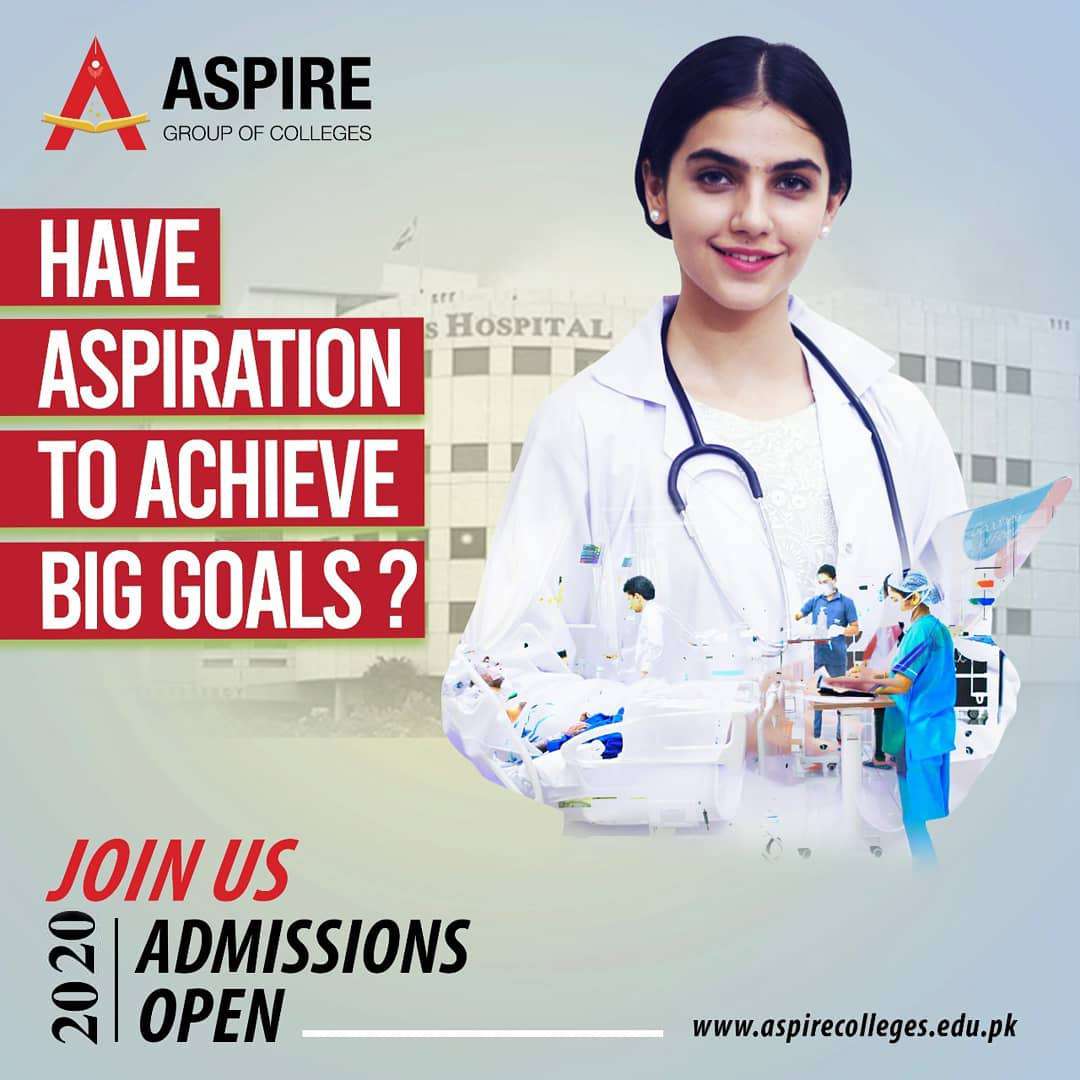 ASPIRE
GROUP OF COLLEGES
HAVE
ASPIRATION
TO ACHIEVE
BIG GOALS ?
S HOSPITAL
JOIN US
2020
ADMISSIONS
OPEN
www.aspirecolleges.edu.pk